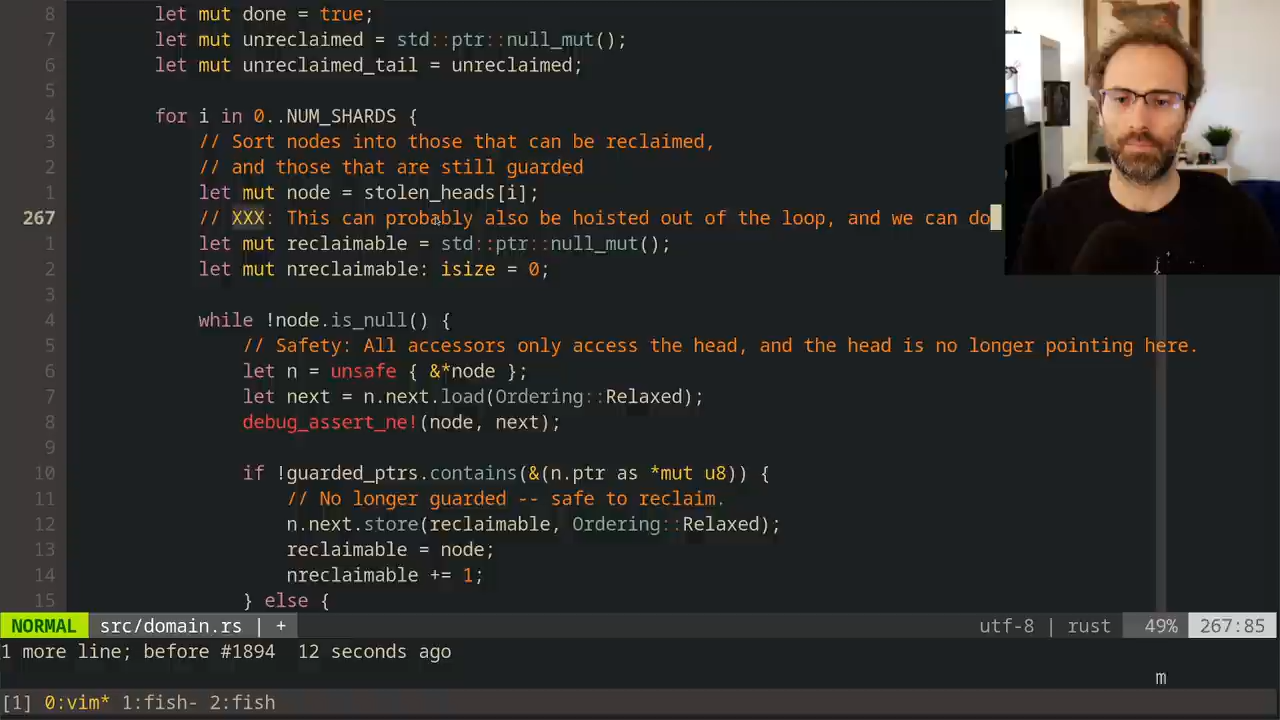 8 let mut done = true;
7 let mut unreclaimed = std::ptr::null_mut();
6 let mut unreclaimed_tail = unreclaimed;
5
4 for i in 0..NUM_SHARDS {
3 // Sort nodes into those that can be reclaimed,
2 // and those that are still guarded
1 let mut node = stolen_heads[i];
267 // XXX: This can probably also be hoisted out of the loop, and we can do
1 let mut reclaimable = std::ptr::null_mut();
2 let mut nreclaimable: isize = 0;
3
4 while !node.is_null() {
5 // Safety: All accessors only access the head, and the head is no longer pointing here.
6 let n = unsafe { &*node };
7 let next = n.next.load(Ordering::Relaxed);
8 debug_assert_ne!(node, next);
9
10 if !guarded_ptrs.contains(&(n.ptr as *mut u8)) {
11 // No longer guarded -- safe to reclaim.
12 n.next.store(reclaimable, Ordering::Relaxed);
13 reclaimable = node;
14 nreclaimable += 1;
15 } else {
NORMAL src/domain.rs | + utf-8 | rust 49% 267:85
1 more line; before #1894 12 seconds ago
m
[1] 0:vim* 1:fish- 2:fish